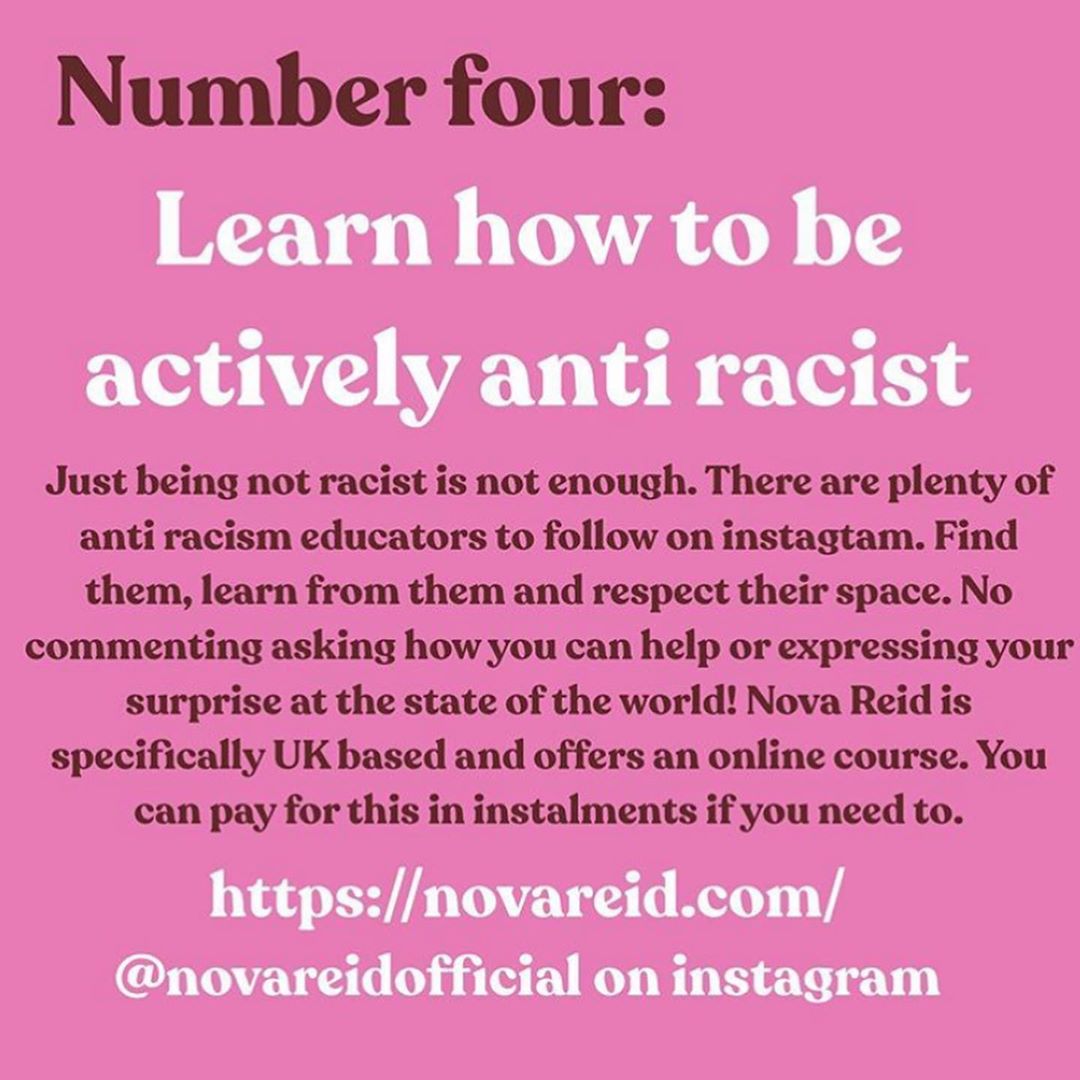 Number four:
Learn how to be
actively anti racist
Just being not racist is not enough. There are plenty of
anti racism educators to follow on instagtam. Find
them, learn from them and respect their space. No
commenting asking how you can help or expressing your
surprise at the state of the world! Nova Reid is
specifically UK based and offers an online course. You
can pay for this in instalments if you need to.
https://novareid.com/
@novareidofficial on instagram